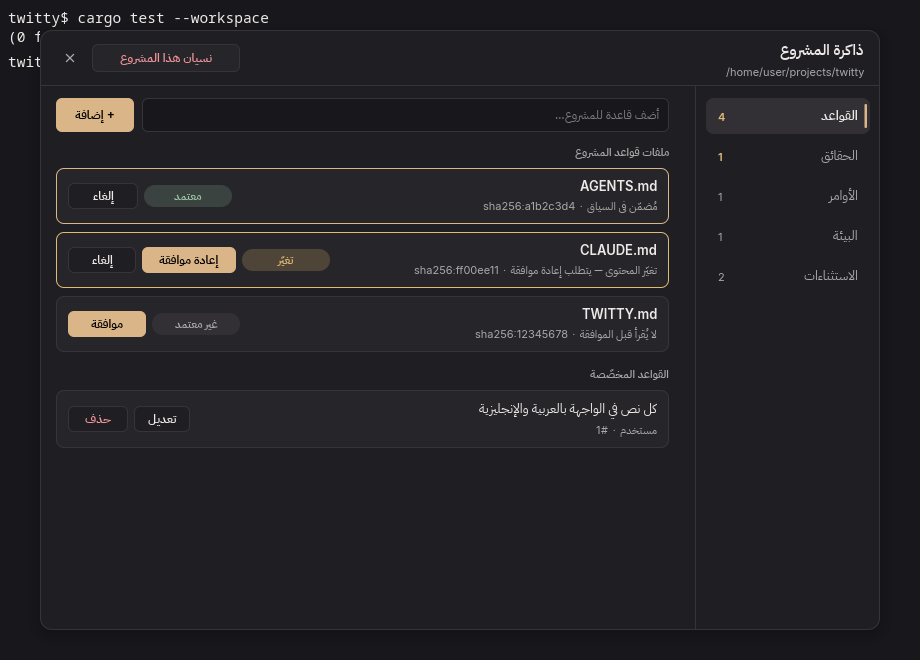 twitty$ cargo test --workspace
(0 f
twit
ذاكرة المشروع
/home/user/projects/twitty
نسيان هذا المشروع
×
القواعد 4
الحقائق 1
الأوامر 1
البيئة 1
الاستثناءات 2
أضف قاعدة للمشروع...
+ إضافة
ملفات قواعد المشروع
AGENTS.md
مُضمّن في السياق · sha256:a1b2c3d4
معتمد
إلغاء
CLAUDE.md
تغيّر المحتوى — يتطلب إعادة موافقة · sha256:ff00ee11
تغيّر
إعادة موافقة
إلغاء
TWITTY.md
لا يُقرأ قبل الموافقة · sha256:12345678
غير معتمد
موافقة
القواعد المخصّصة
كل نص في الواجهة بالعربية والإنجليزية
مستخدم · #1
تعديل
حذف